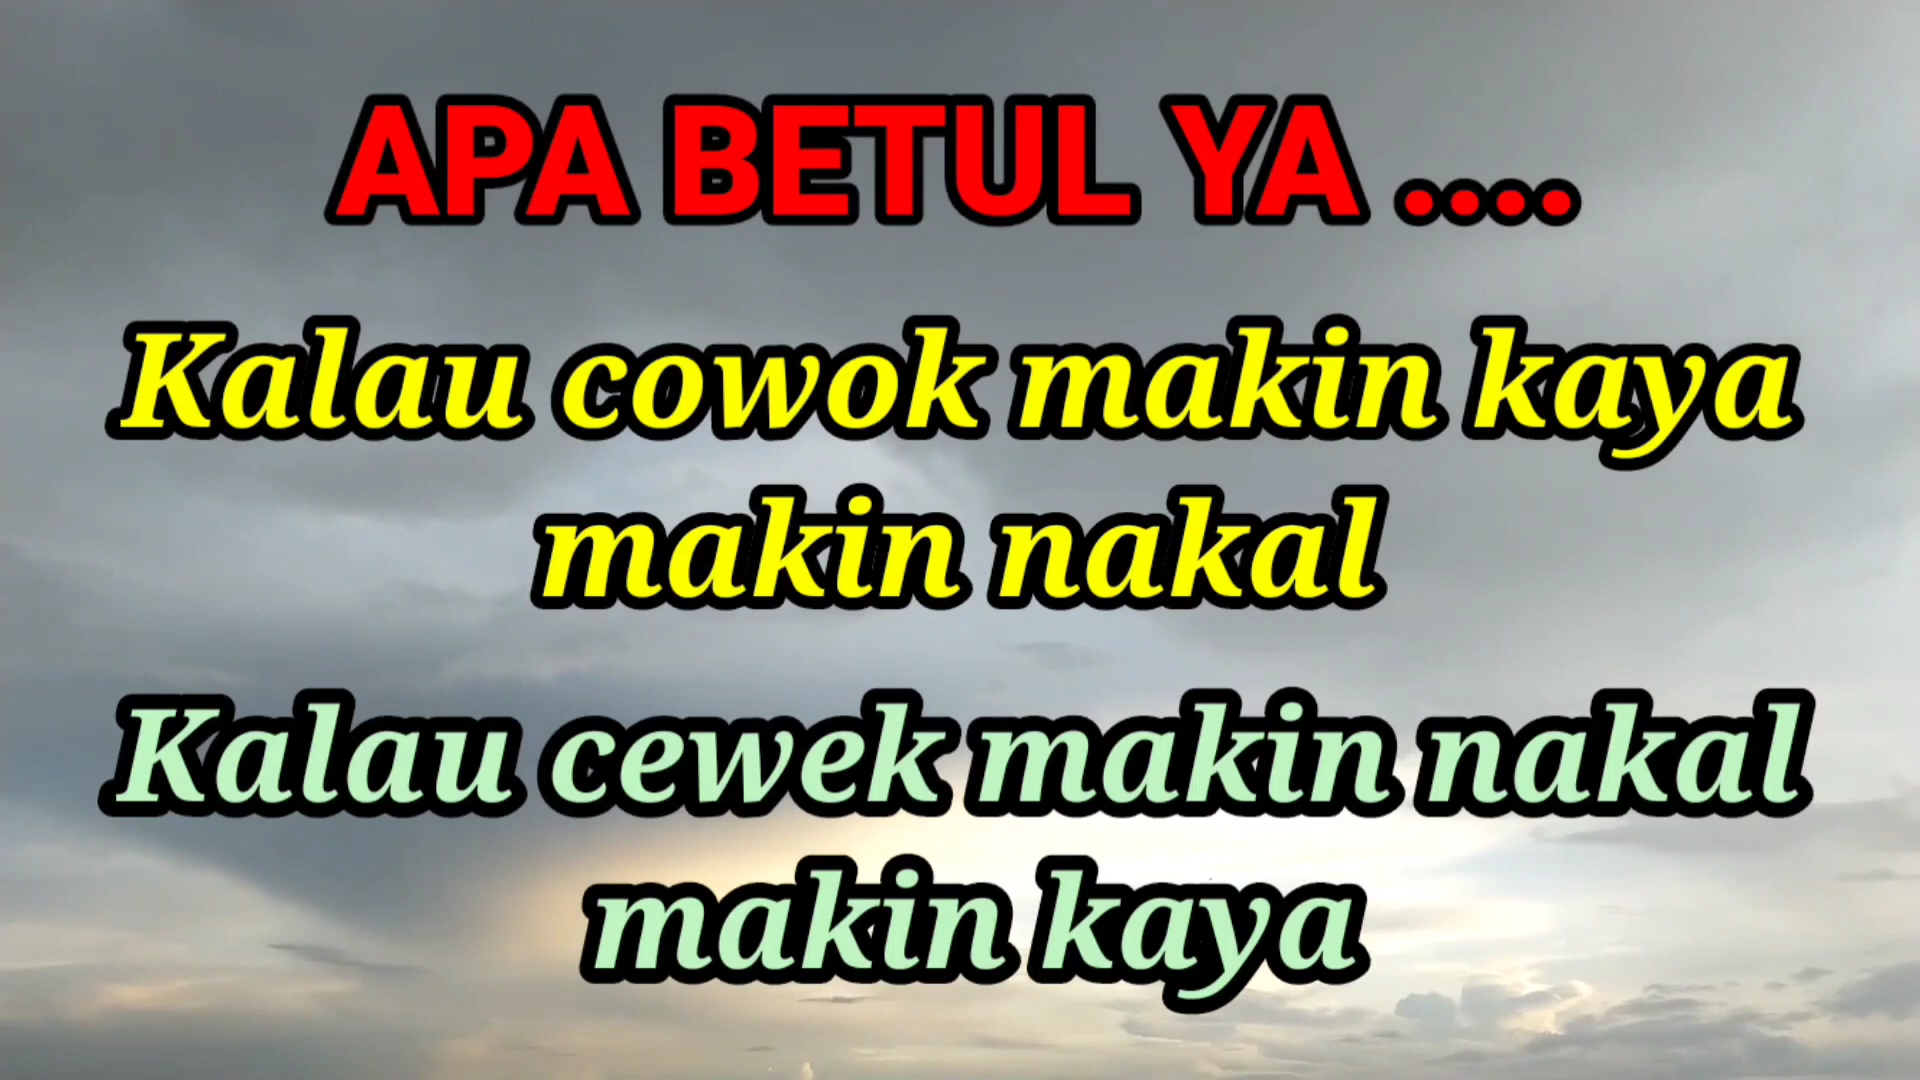 APA BETUL YA ....
Kalau cowok makin kaya
makin nakal
Kalau cewek makin nakal
makin kaya